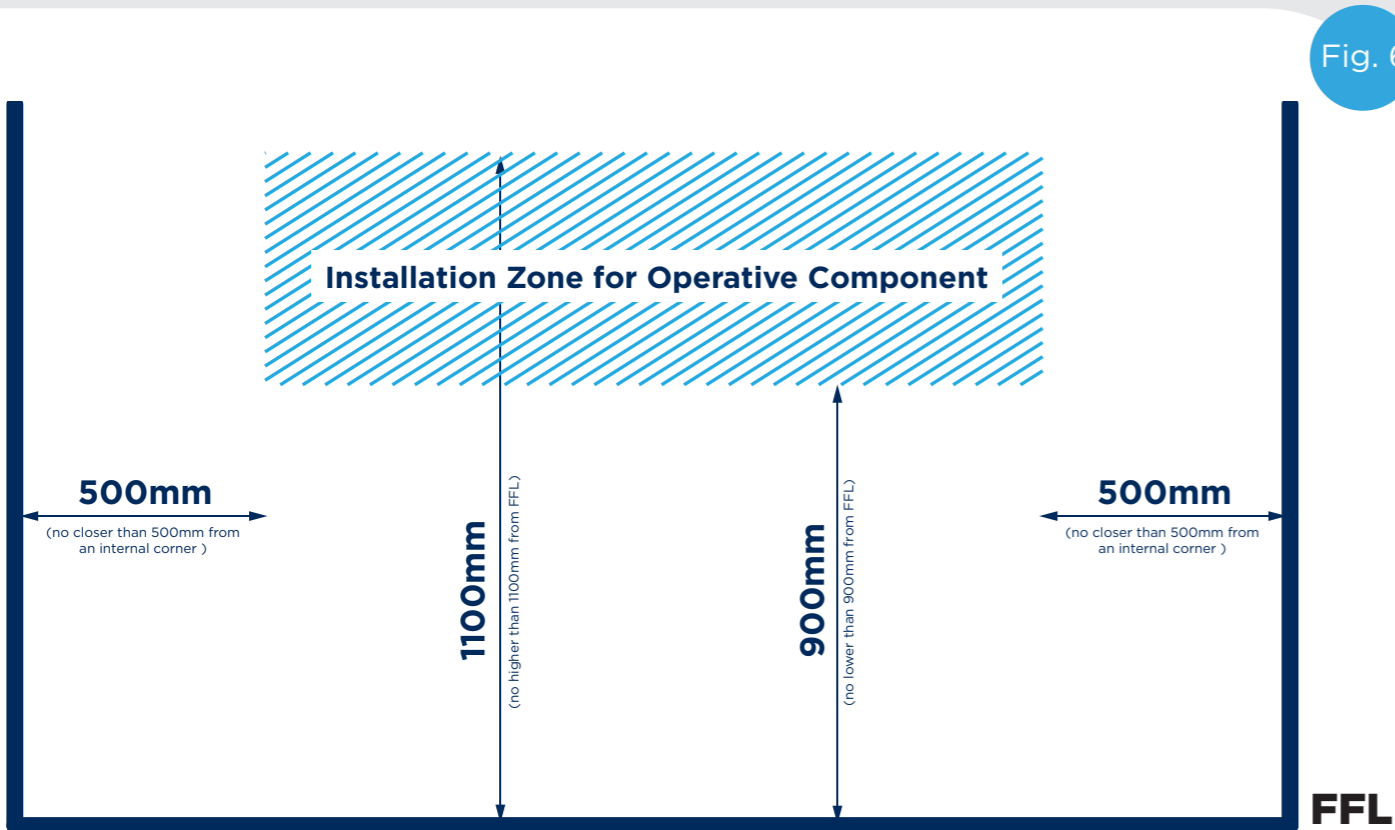 Fig. 6
Installation Zone for Operative Component
500mm
(no closer than 500mm from
an internal corner )
1100mm
(no higher than 1100mm from FFL)
900mm
(no lower than 900mm from FFL)
500mm
(no closer than 500mm from
an internal corner )
FFL